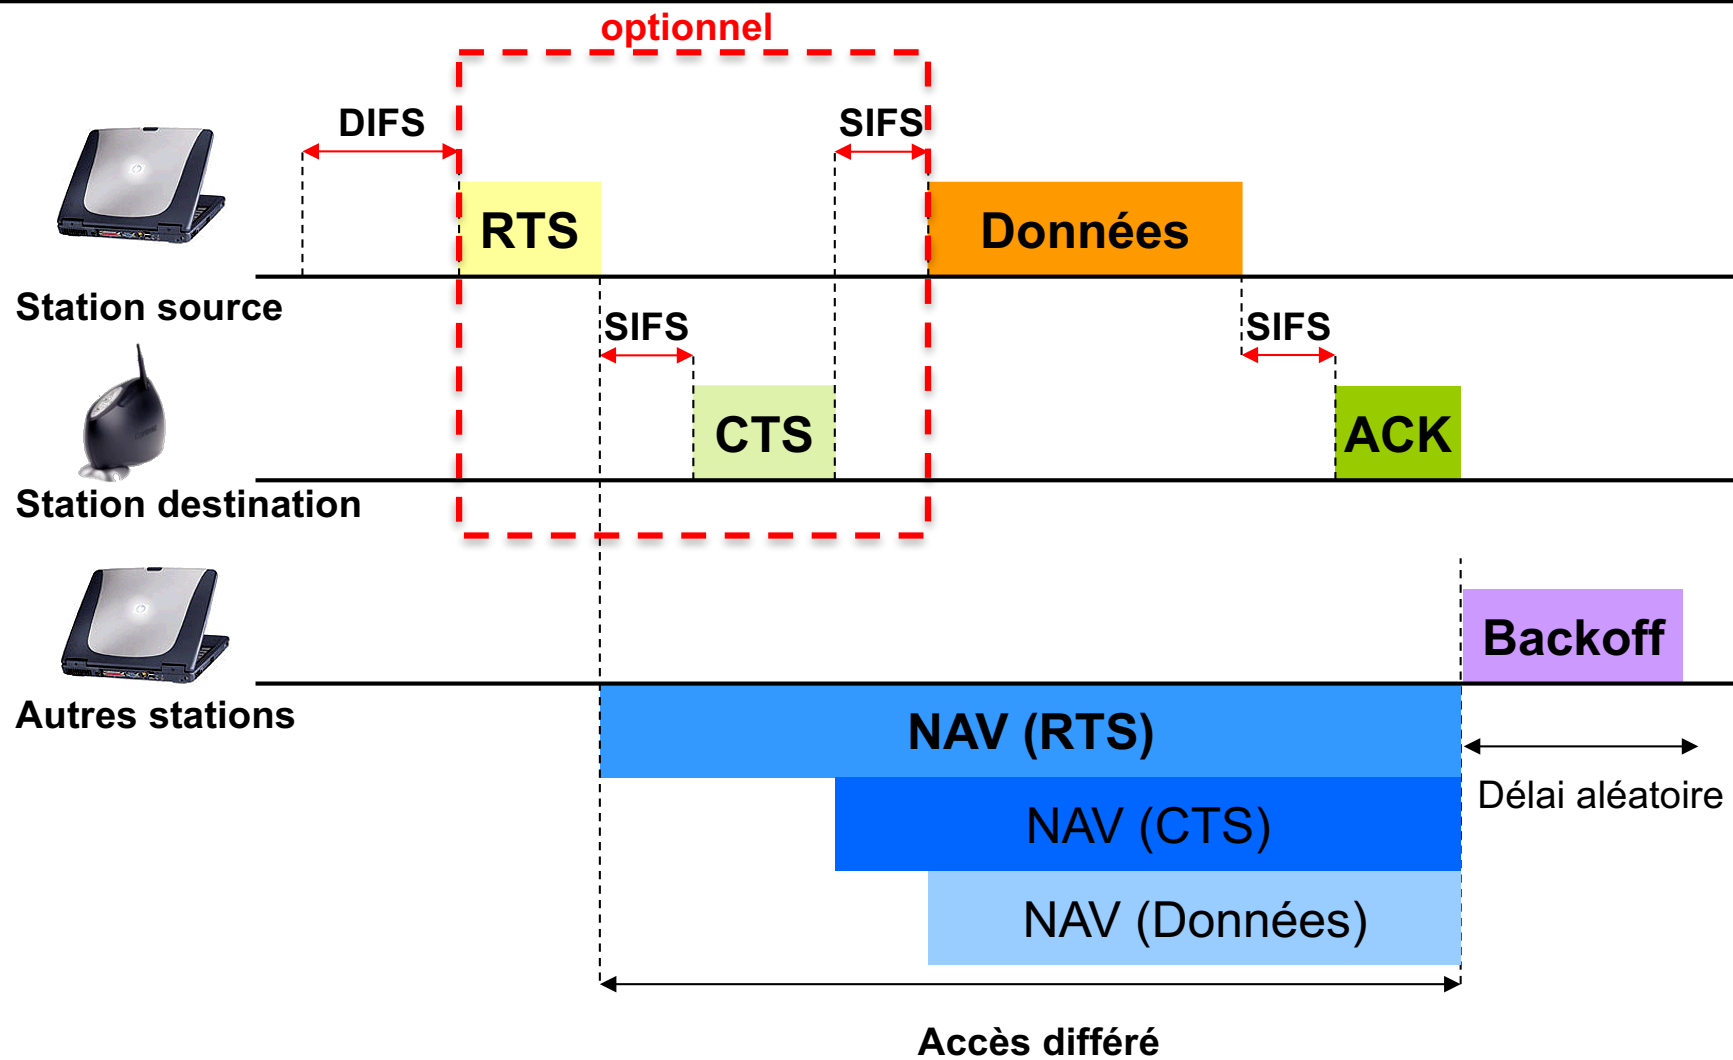 optionnel
DIFS
SIFS
RTS
Données
Station source
SIFS
SIFS
CTS
ACK
Station destination
Backoff
Autres stations
NAV (RTS)
Délai aléatoire
NAV (CTS)
NAV (Données)
Accès différé